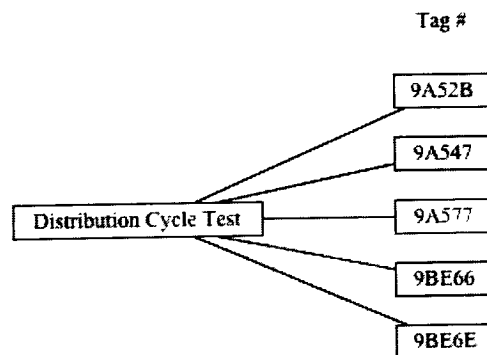 Tag #
9A52B
9A547
Distribution Cycle Test
9A577
9BE66
9BE6E